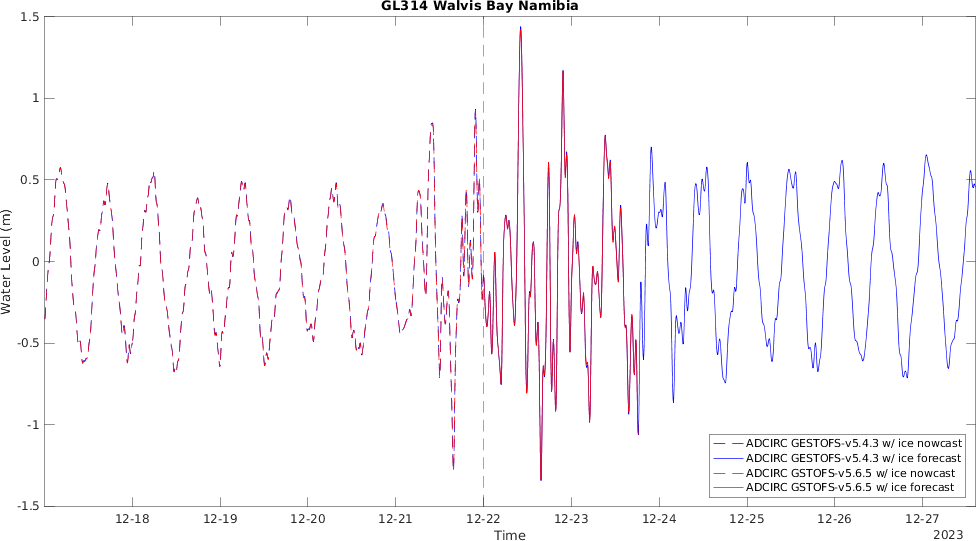 GL314 Walvis Bay Namibia
1.5
1
0.5
0
-0.5
-1
-1.5
Water Level (m)
12-18 12-19 12-20 12-21 12-22 12-23 12-24 12-25 12-26 12-27
Time
2023
ADCIRC GESTOFS-v5.4.3 w/ ice nowcast
ADCIRC GESTOFS-v5.4.3 w/ ice forecast
ADCIRC GSTOFS-v5.6.5 w/ ice nowcast
ADCIRC GSTOFS-v5.6.5 w/ ice forecast